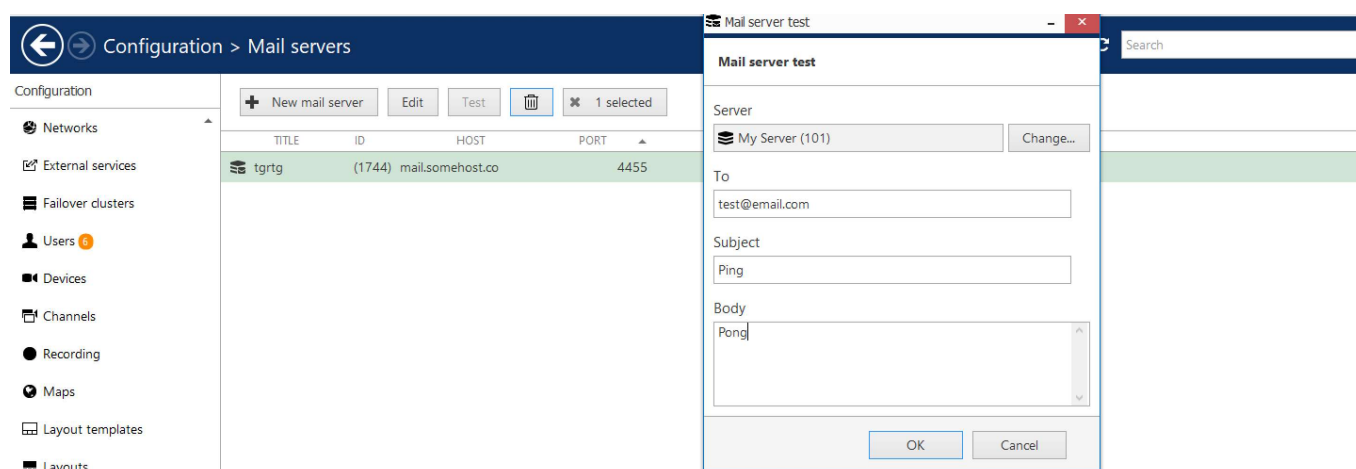 Configuration > Mail servers
Search
Configuration
Networks
External services
Failover clusters
Users 6
Devices
Channels
Recording
Maps
Layout templates
Layouts
New mail server Edit Test 1 selected
TITLE ID HOST PORT
tgrtg (1744) mail.somehost.co 4455
Mail server test
Mail server test
Server
My Server (101) Change...
To
test@email.com
Subject
Ping
Body
Pong
OK Cancel